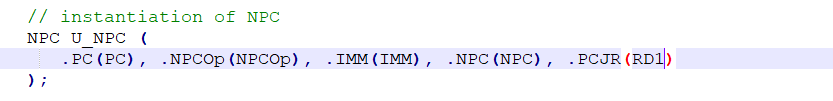 // instantiation of NPC
NPC U_NPC (
.PC(PC), .NPCOp(NPCOp), .IMM(IMM), .NPC(NPC), .PCJR(RD1)
);